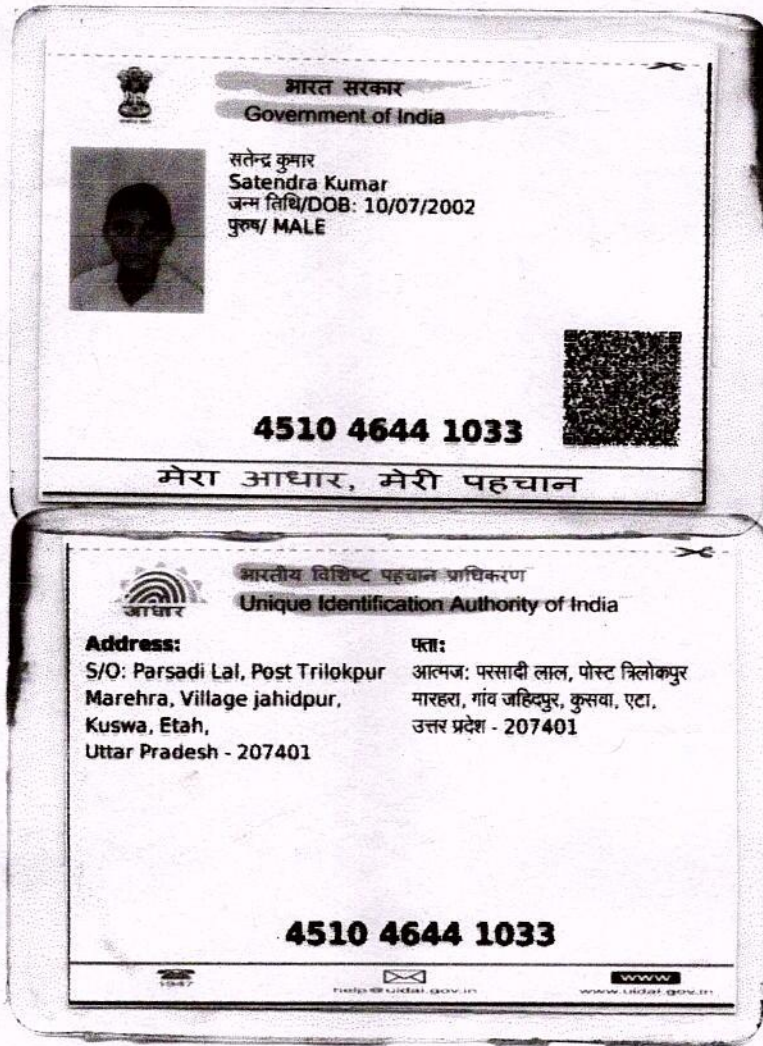 भारत सरकार
Government of India
सतेन्द्र कुमार
Satendra Kumar
जन्म तिथि/DOB: 10/07/2002
पुरुष/ MALE
4510 4644 1033
मेरा आधार, मेरी पहचान
भारतीय विशिष्ट पहचान प्राधिकरण
आधार
Unique Identification Authority of India
Address:
S/O: Parsadi Lal, Post Trilokpur
Marehra, Village jahidpur,
Kuswa, Etah,
Uttar Pradesh - 207401
पता:
आत्मज: परसादी लाल, पोस्ट त्रिलोकपुर
मारहरा, गांव जहिदपुर, कुसवा, एटा,
उत्तर प्रदेश - 207401
4510 4644 1033
1947
help@uidai.gov.in
www
www.uidai.gov.in